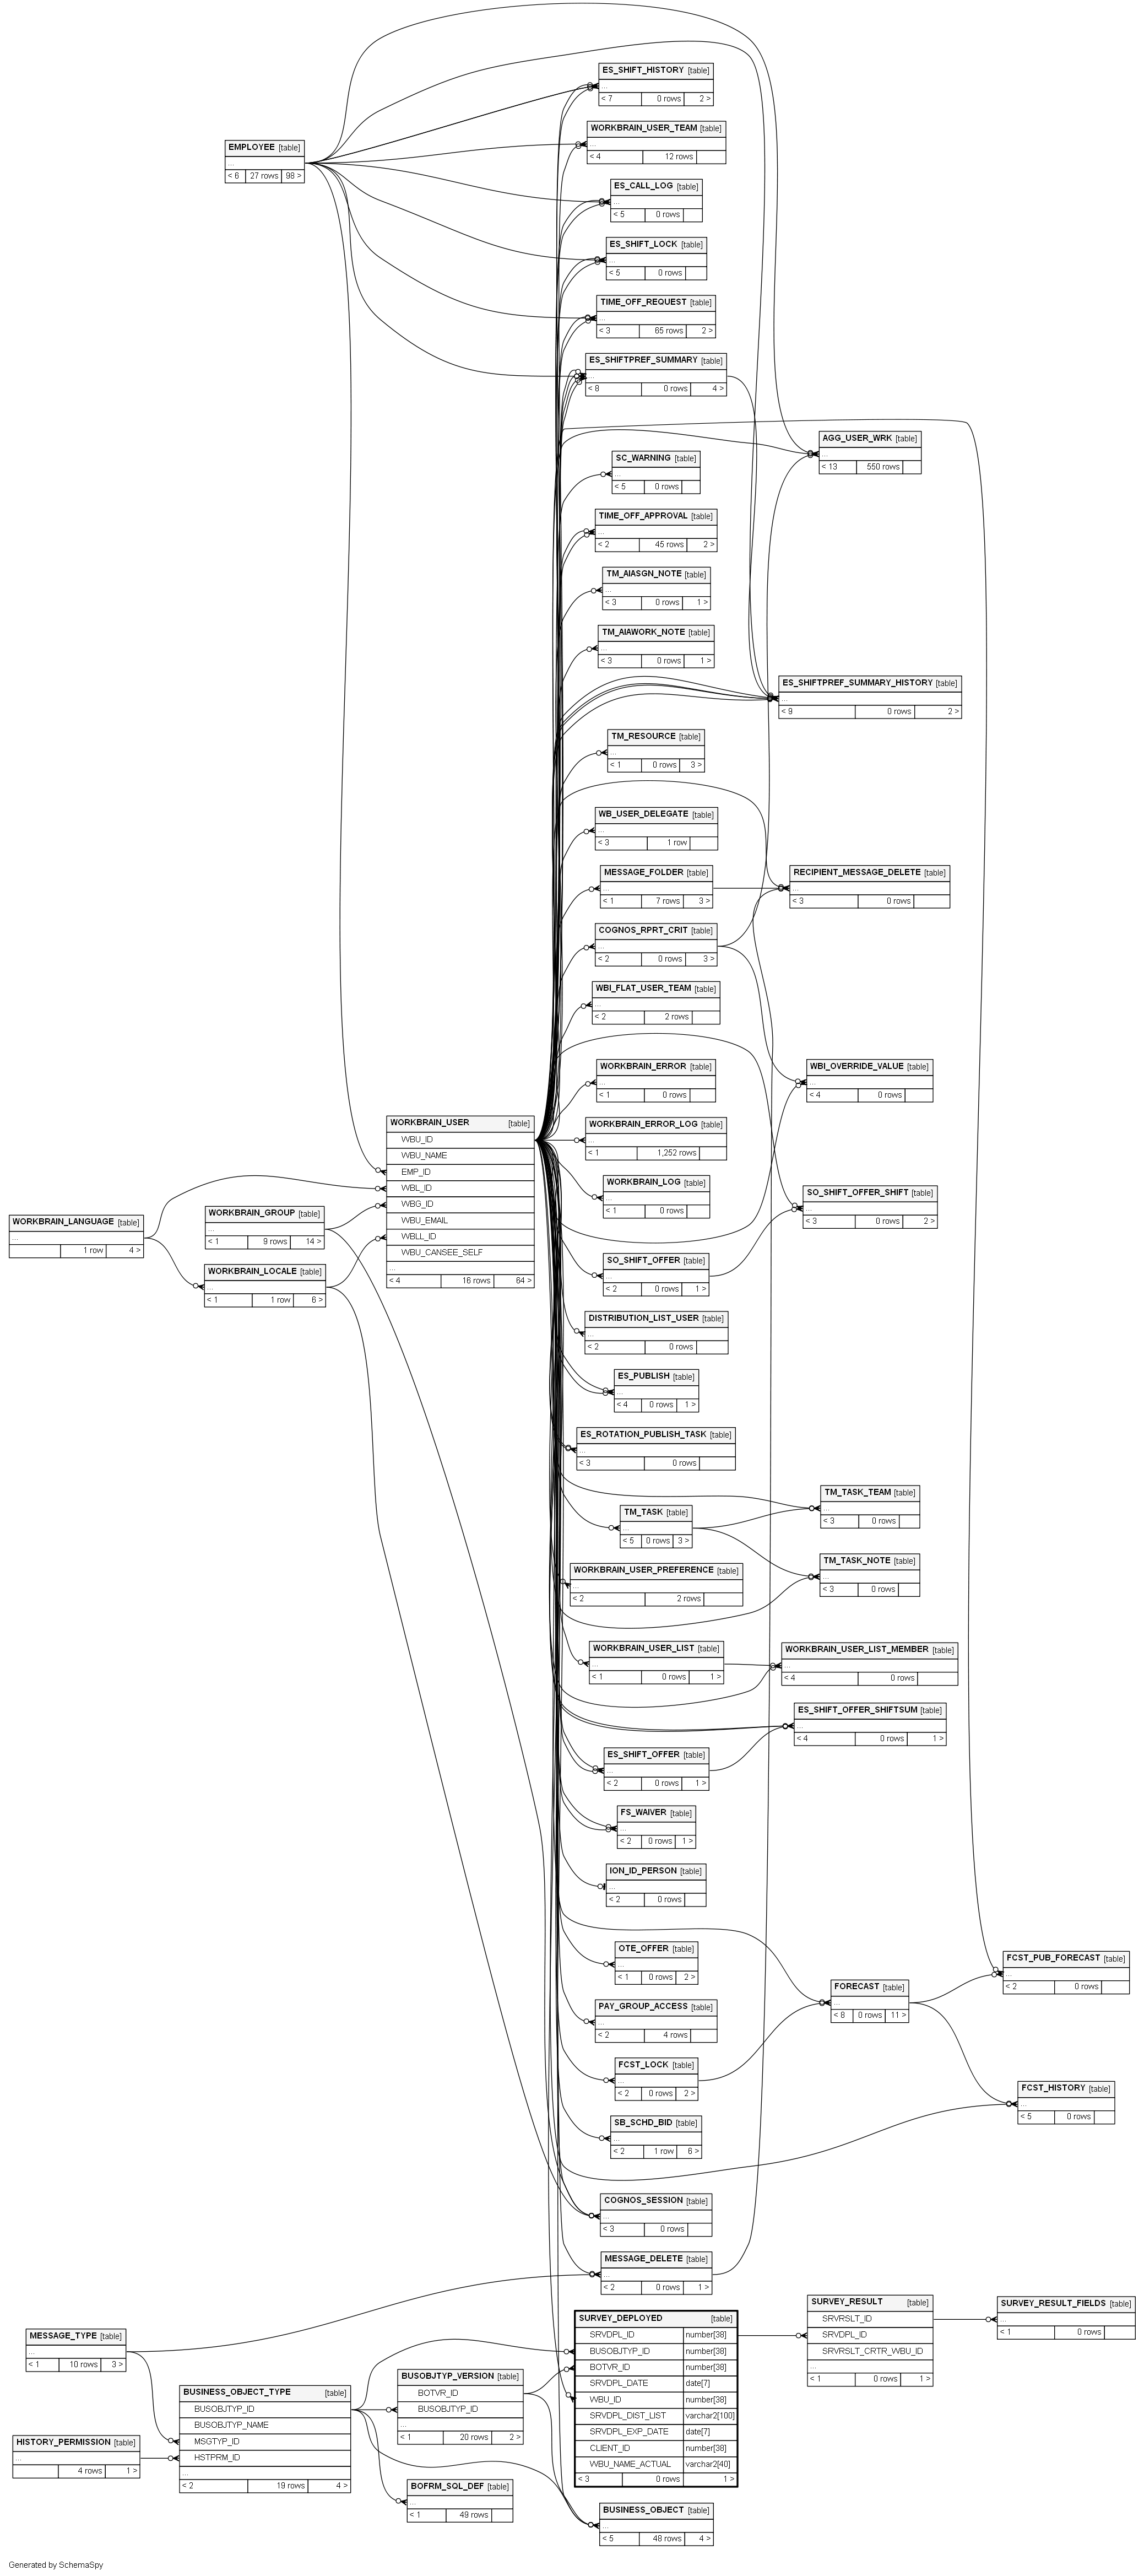 ES_SHIFT_HISTORY [table]
...
< 7 0 rows 2 >
WORKBRAIN_USER_TEAM [table]
...
< 4 12 rows
EMPLOYEE [table]
...
< 6 27 rows 98 >
ES_CALL_LOG [table]
...
< 5 0 rows
ES_SHIFT_LOCK [table]
...
< 5 0 rows
TIME_OFF_REQUEST [table]
...
< 3 65 rows 2 >
ES_SHIFTPREF_SUMMARY [table]
...
< 8 0 rows 4 >
AGG_USER_WRK [table]
...
< 13 550 rows
SC_WARNING [table]
...
< 5 0 rows
TIME_OFF_APPROVAL [table]
...
< 2 45 rows 2 >
TM_AIASGN_NOTE [table]
...
< 3 0 rows 1 >
TM_AIAWORK_NOTE [table]
...
< 3 0 rows 1 >
ES_SHIFTPREF_SUMMARY_HISTORY [table]
...
< 9 0 rows 2 >
TM_RESOURCE [table]
...
< 1 0 rows 3 >
WB_USER_DELEGATE [table]
...
< 3 1 row
MESSAGE_FOLDER [table]
...
< 1 7 rows 3 >
RECIPIENT_MESSAGE_DELETE [table]
...
< 3 0 rows
COGNOS_RPRT_CRIT [table]
...
< 2 0 rows 3 >
WBI_FLAT_USER_TEAM [table]
...
< 2 2 rows
WORKBRAIN_ERROR [table]
...
< 1 0 rows
WBI_OVERRIDE_VALUE [table]
...
< 4 0 rows
WORKBRAIN_USER [table]
WBU_ID
WBU_NAME
EMP_ID
WBL_ID
WBG_ID
WBU_EMAIL
WBLL_ID
WBU_CANSEE_SELF
...
< 4 16 rows 64 >
WORKBRAIN_ERROR_LOG [table]
...
< 1 1,252 rows
WORKBRAIN_LOG [table]
...
< 1 0 rows
SO_SHIFT_OFFER_SHIFT [table]
...
< 3 0 rows 2 >
WORKBRAIN_LANGUAGE [table]
...
1 row 4 >
WORKBRAIN_GROUP [table]
...
< 1 9 rows 14 >
WORKBRAIN_LOCALE [table]
...
< 1 1 row 6 >
SO_SHIFT_OFFER [table]
...
< 2 0 rows 1 >
DISTRIBUTION_LIST_USER [table]
...
< 2 0 rows
ES_PUBLISH [table]
...
< 4 0 rows 1 >
ES_ROTATION_PUBLISH_TASK [table]
...
< 3 0 rows
TM_TASK_TEAM [table]
...
< 3 0 rows
TM_TASK [table]
...
< 5 0 rows 3 >
TM_TASK_NOTE [table]
...
< 3 0 rows
WORKBRAIN_USER_PREFERENCE [table]
...
< 2 2 rows
WORKBRAIN_USER_LIST [table]
...
< 1 0 rows 1 >
WORKBRAIN_USER_LIST_MEMBER [table]
...
< 4 0 rows
ES_SHIFT_OFFER_SHIFTSUM [table]
...
< 4 0 rows 1 >
ES_SHIFT_OFFER [table]
...
< 2 0 rows 1 >
FS_WAIVER [table]
...
< 2 0 rows 1 >
ION_ID_PERSON [table]
...
< 2 0 rows
OTE_OFFER [table]
...
< 1 0 rows 2 >
FCST_PUB_FORECAST [table]
...
< 2 0 rows
FORECAST [table]
...
< 8 0 rows 11 >
PAY_GROUP_ACCESS [table]
...
< 2 4 rows
FCST_LOCK [table]
...
< 2 0 rows 2 >
FCST_HISTORY [table]
...
< 5 0 rows
SB_SCHD_BID [table]
...
< 2 1 row 6 >
COGNOS_SESSION [table]
...
< 3 0 rows
MESSAGE_DELETE [table]
...
< 2 0 rows 1 >
SURVEY_DEPLOYED [table]
SRVDPL_ID number[38]
BUSOBJTYP_ID number[38]
BOTVR_ID number[38]
SRVDPL_DATE date[7]
WBU_ID number[38]
SRVDPL_DIST_LIST varchar2[100]
SRVDPL_EXP_DATE date[7]
CLIENT_ID number[38]
WBU_NAME_ACTUAL varchar2[40]
< 3 0 rows 1 >
SURVEY_RESULT [table]
SRVRSLT_ID
SRVDPL_ID
SRVRSLT_CRTR_WBU_ID
...
< 1 0 rows 1 >
SURVEY_RESULT_FIELDS [table]
...
< 1 0 rows
MESSAGE_TYPE [table]
...
< 1 10 rows 3 >
BUSOBJTYP_VERSION [table]
BOTVR_ID
BUSOBJTYP_ID
...
< 1 20 rows 2 >
BUSINESS_OBJECT_TYPE [table]
BUSOBJTYP_ID
BUSOBJTYP_NAME
MSGTYP_ID
HSTPRM_ID
...
< 2 19 rows 4 >
HISTORY_PERMISSION [table]
...
4 rows 1 >
BOFRM_SQL_DEF [table]
...
< 1 49 rows
BUSINESS_OBJECT [table]
...
< 5 48 rows 4 >
Generated by SchemaSpy